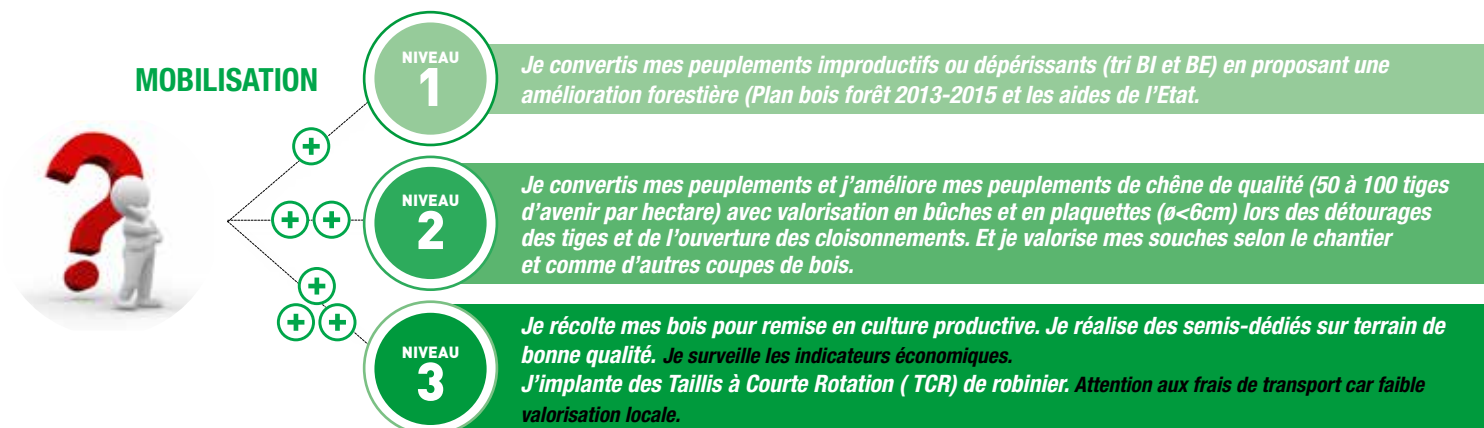 MOBILISATION
NIVEAU
1
Je convertis mes peuplements improductifs ou dépérissants (tri BI et BE) en proposant une
amélioration forestière (Plan bois forêt 2013-2015 et les aides de l'Etat.
NIVEAU
2
Je convertis mes peuplements et j'améliore mes peuplements de chêne de qualité (50 à 100 tiges
d'avenir par hectare) avec valorisation en bûches et en plaquettes (ø<6cm) lors des détourages
des tiges et de l'ouverture des cloisonnements. Et je valorise mes souches selon le chantier
et comme d'autres coupes de bois.
NIVEAU
3
Je récolte mes bois pour remise en culture productive. Je réalise des semis-dédiés sur terrain de
bonne qualité. Je surveille les indicateurs économiques.
J'implante des Taillis à Courte Rotation ( TCR) de robinier. Attention aux frais de transport car faible
valorisation locale.